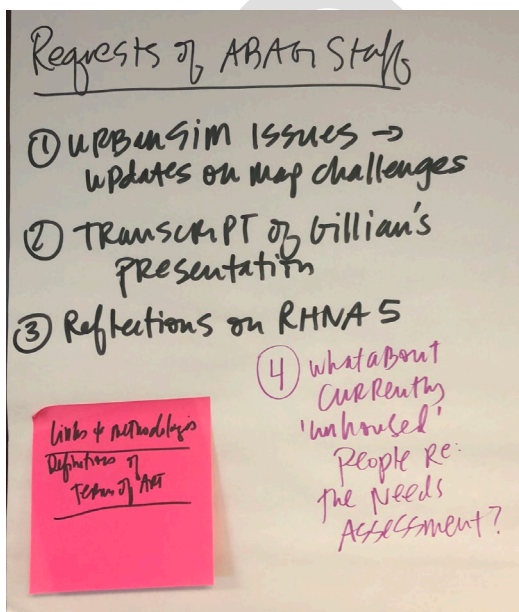 Requests of ABAG Staff
① URBanSim Issues →
updates on map challenges
② TRanscRiPT of Gillian's
PResentation
③ Reflections on RHNA 5
④ what aBout
CuRRently
'unhoused'
People Re:
the Needs
Assessment?
Links & methodologies
Definitions of
Terms of ART